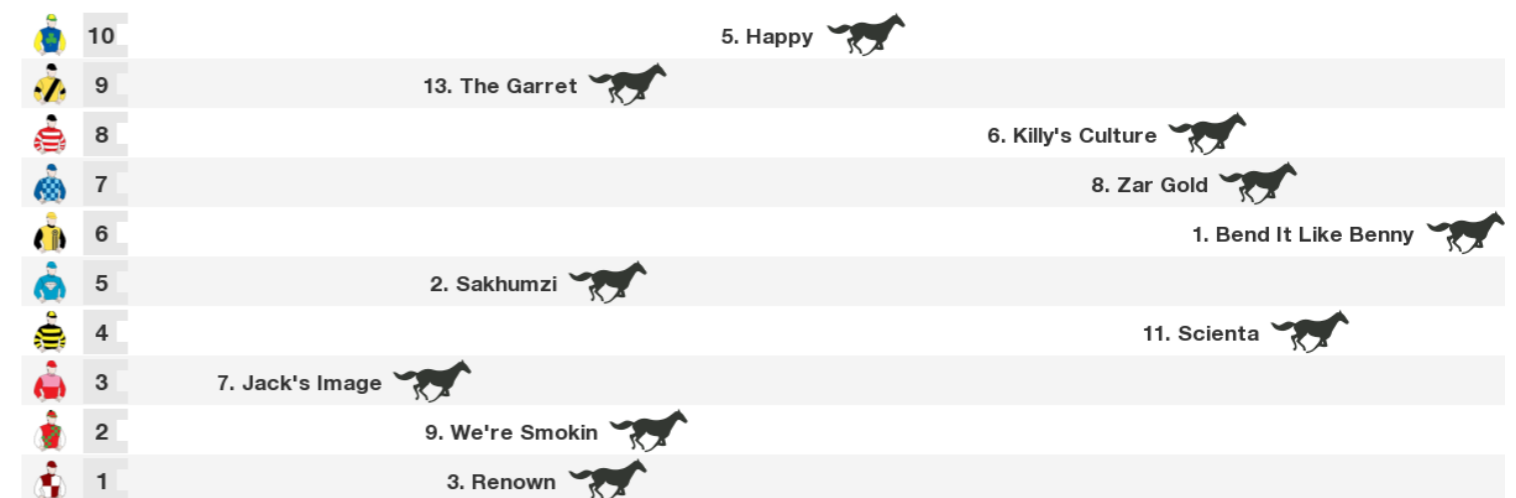 10 5. Happy
9 13. The Garret
8 6. Killy's Culture
7 8. Zar Gold
6 1. Bend It Like Benny
5 2. Sakhumzi
4 11. Scienta
3 7. Jack's Image
2 9. We're Smokin
1 3. Renown